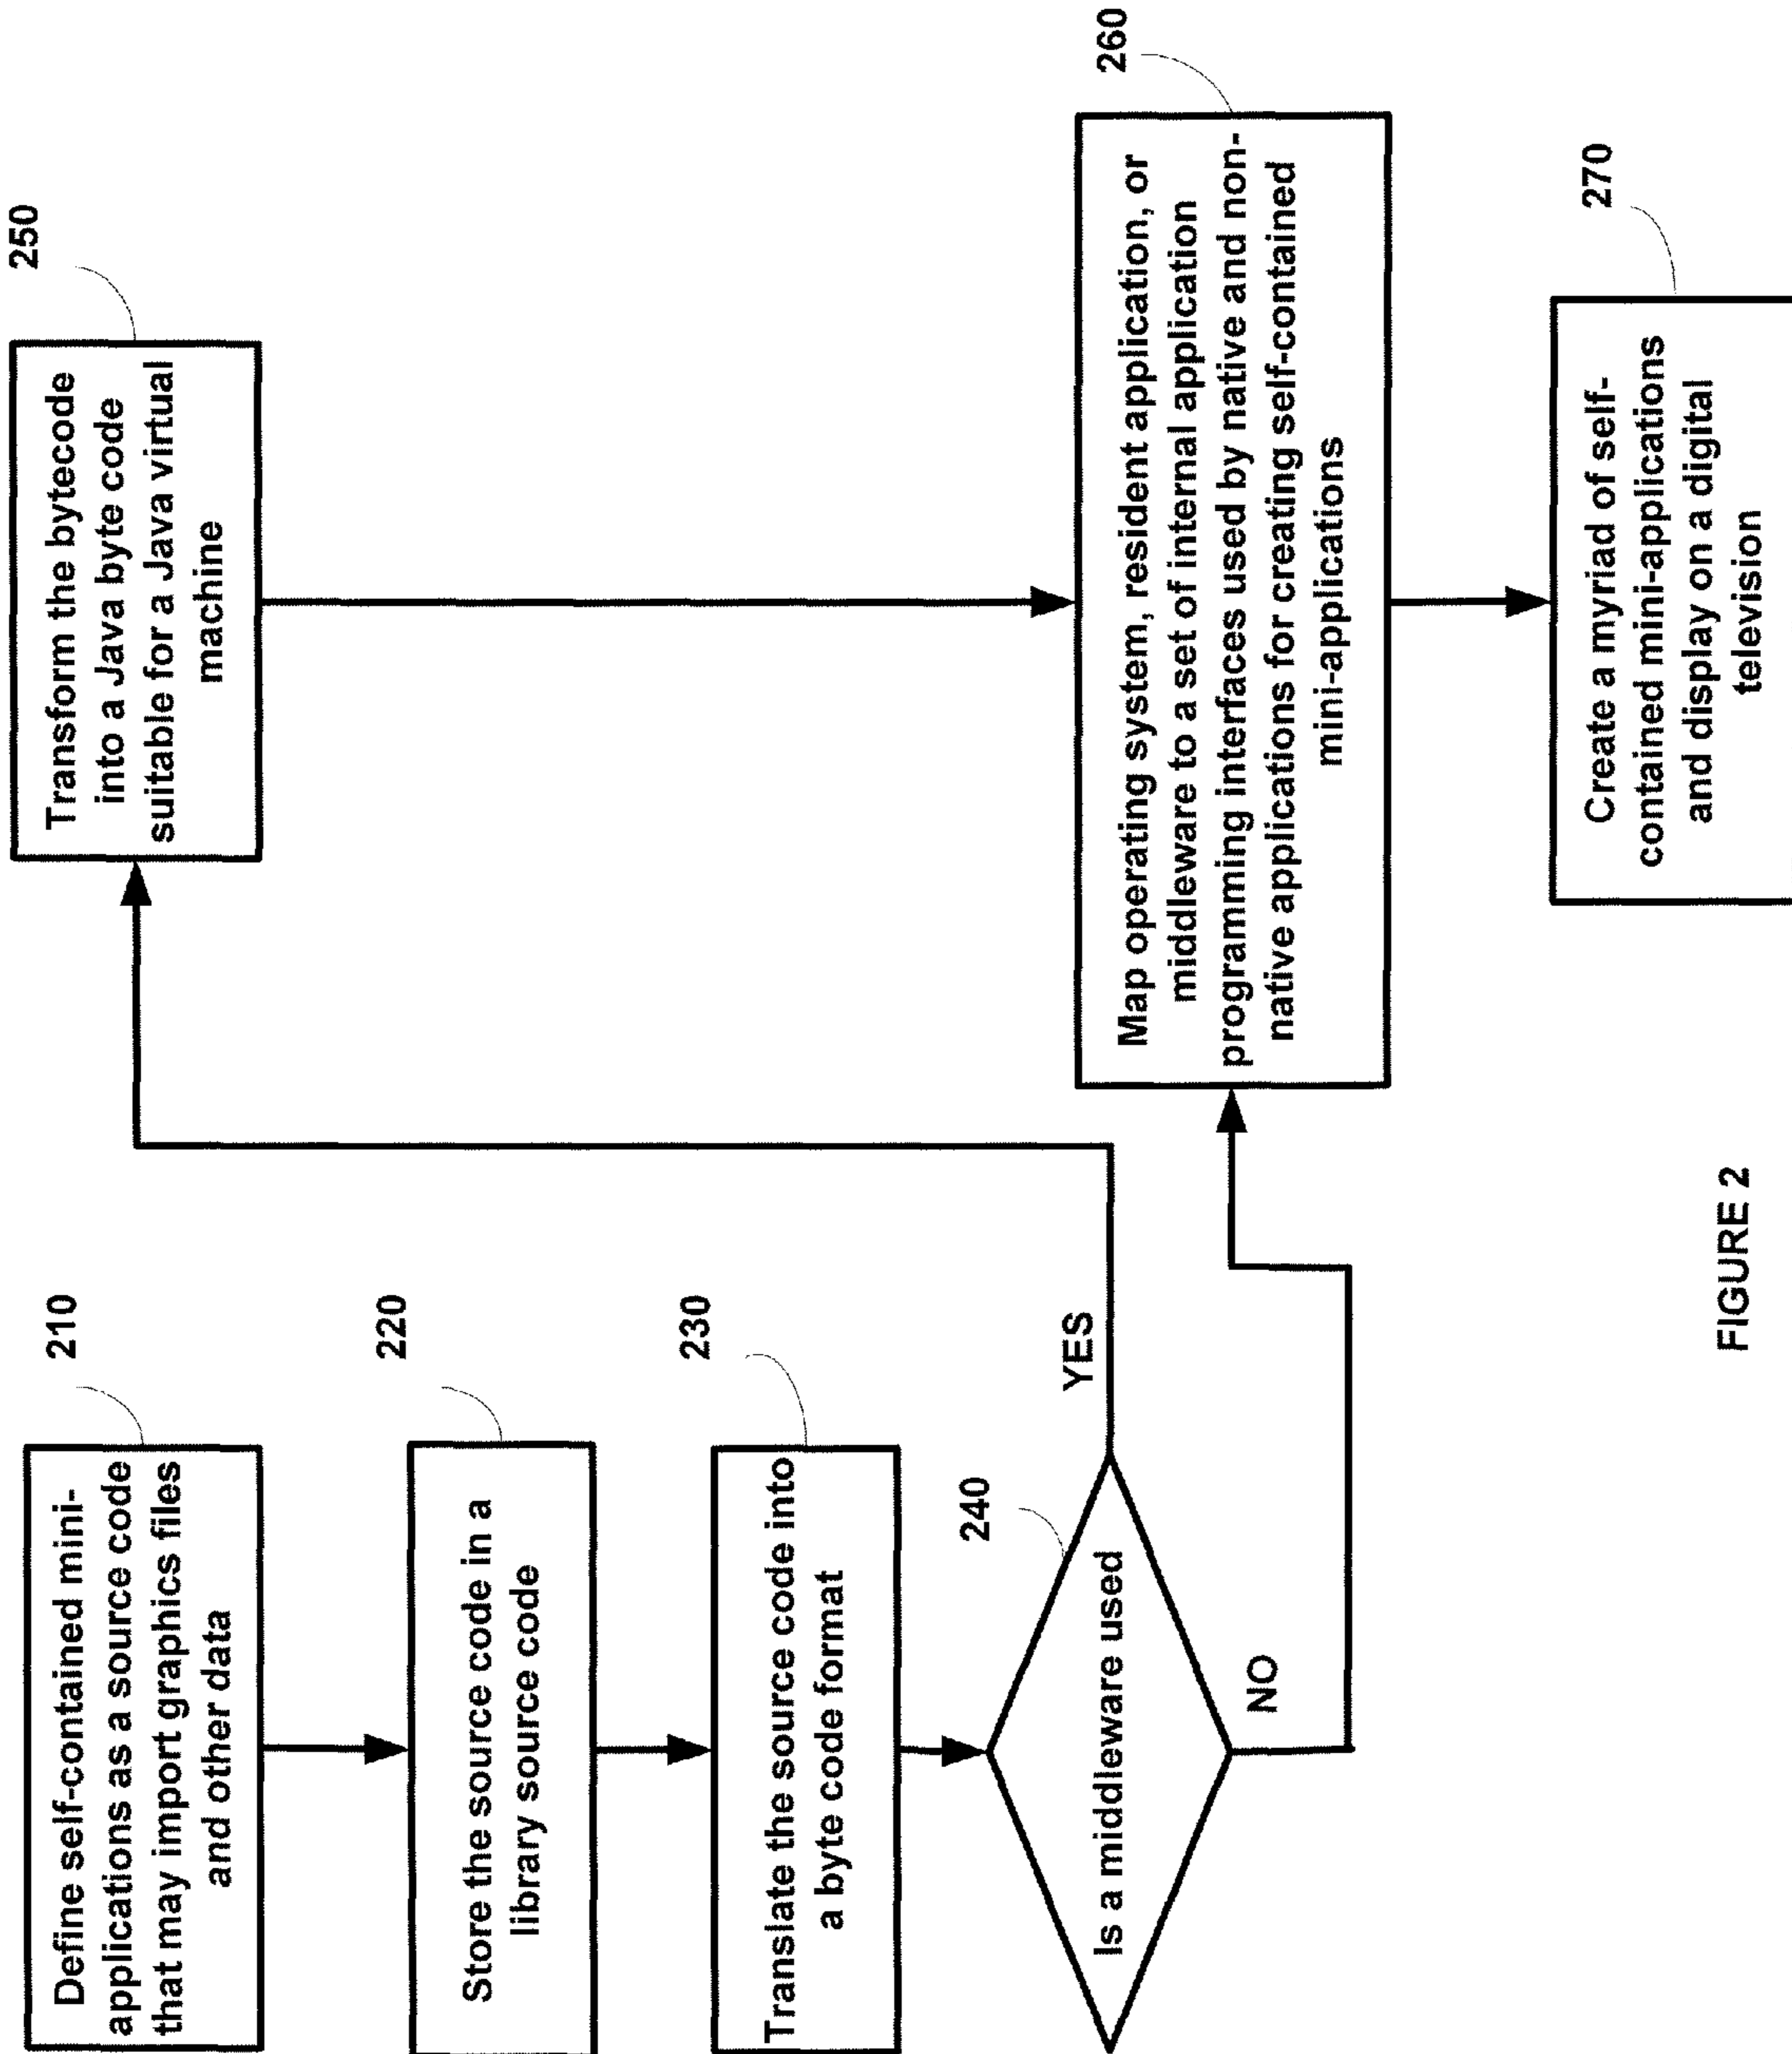 210
Define self-contained mini-
applications as a source code
that may import graphics files
and other data
220
Store the source code in a
library source code
230
Translate the source code into
a byte code format
240
Is a middleware used
YES
NO
250
Transform the bytecode
into a Java byte code
suitable for a Java virtual
machine
260
Map operating system, resident application, or
middleware to a set of internal application
programming interfaces used by native and non-
native applications for creating self-contained
mini-applications
270
Create a myriad of self-
contained mini-applications
and display on a digital
television
FIGURE 2